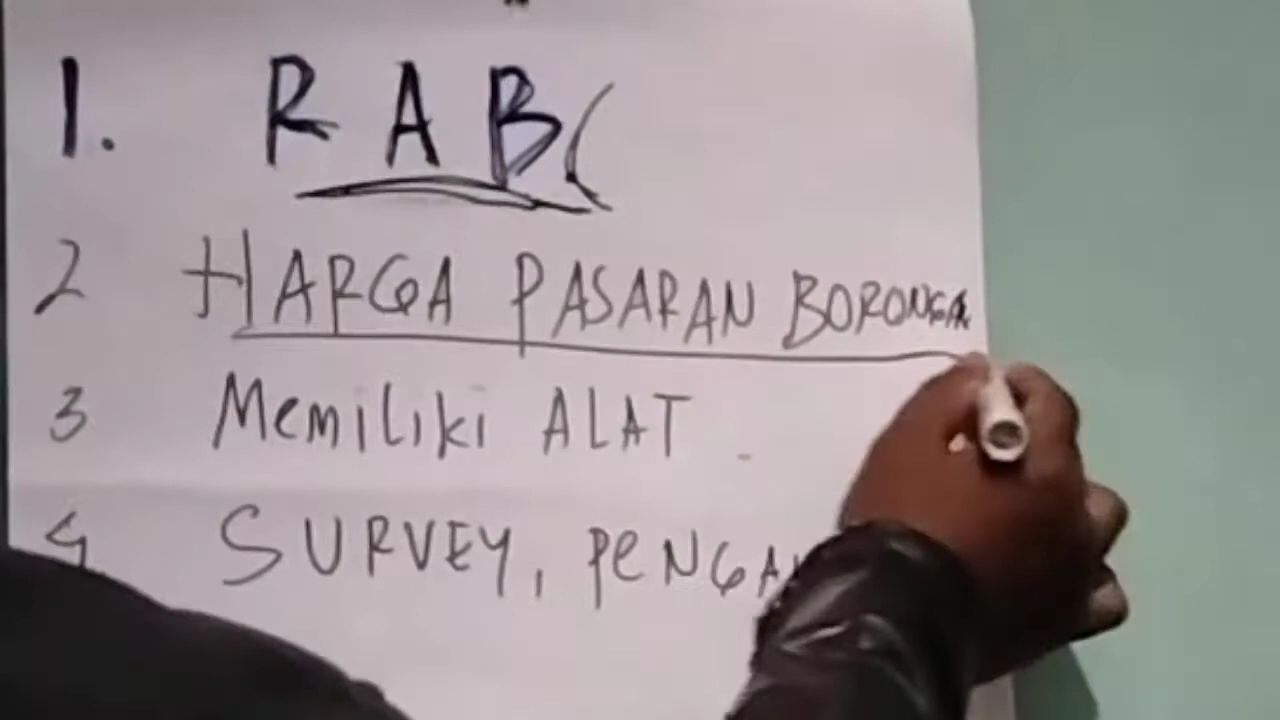 1. RAB(
2 HARGA PASARAN BORONGA
3 Memiliki ALAT .
4 SURVEY, PENGA